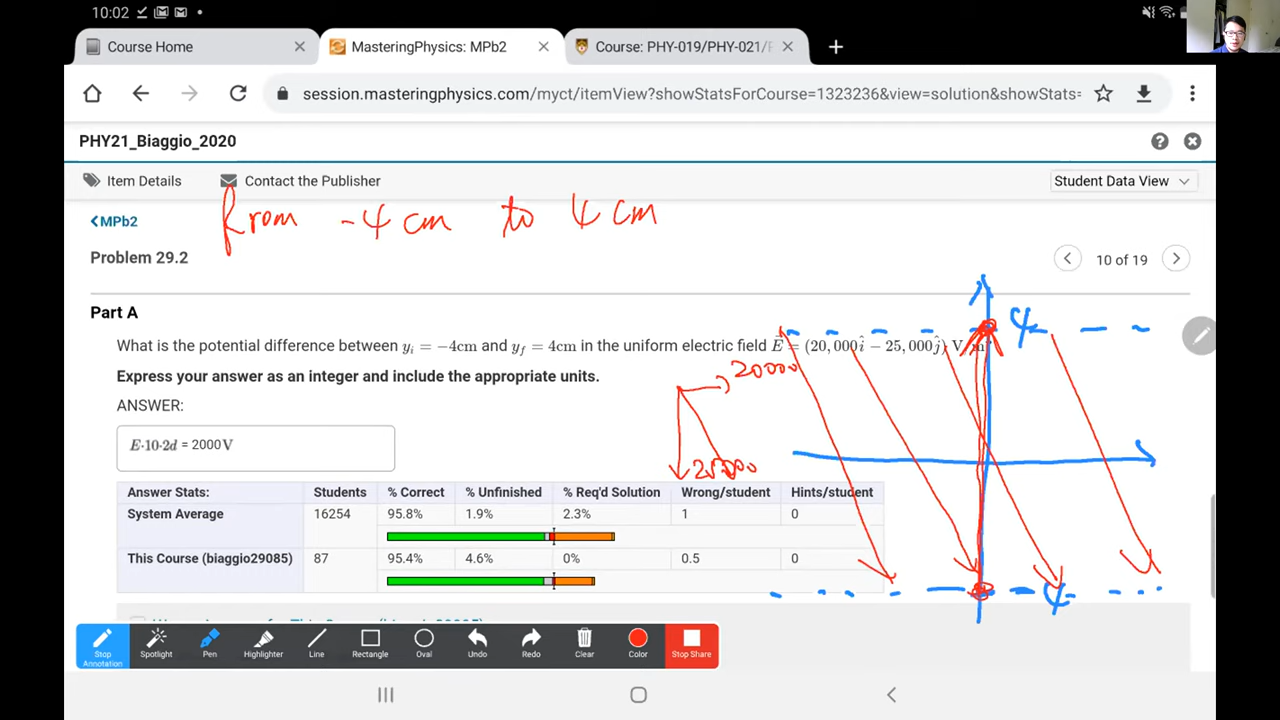 10:02
Course Home
MasteringPhysics: MPb2
Course: PHY-019/PHY-021/
session.masteringphysics.com/myct/itemView?showStatsForCourse=1323236&view=solution&showStats=
PHY21_Biaggio_2020
Item Details
Contact the Publisher
Student Data View
from -4 cm to 4 cm
MPb2
Problem 29.2
10 of 19
Part A
4
What is the potential difference between y_i = −4cm and y_f = 4cm in the uniform electric field E = (20,000î − 25,000ĵ) V m
Express your answer as an integer and include the appropriate units.
20000
ANSWER:
E·10·2d = 2000V
25000
Answer Stats: Students % Correct % Unfinished % Req'd Solution Wrong/student Hints/student
System Average 16254 95.8% 1.9% 2.3% 1 0
This Course (biaggio29085) 87 95.4% 4.6% 0% 0.5 0
-4
Stop Annotation
Spotlight
Pen
Highlighter
Line
Rectangle
Oval
Undo
Redo
Clear
Color
Stop Share